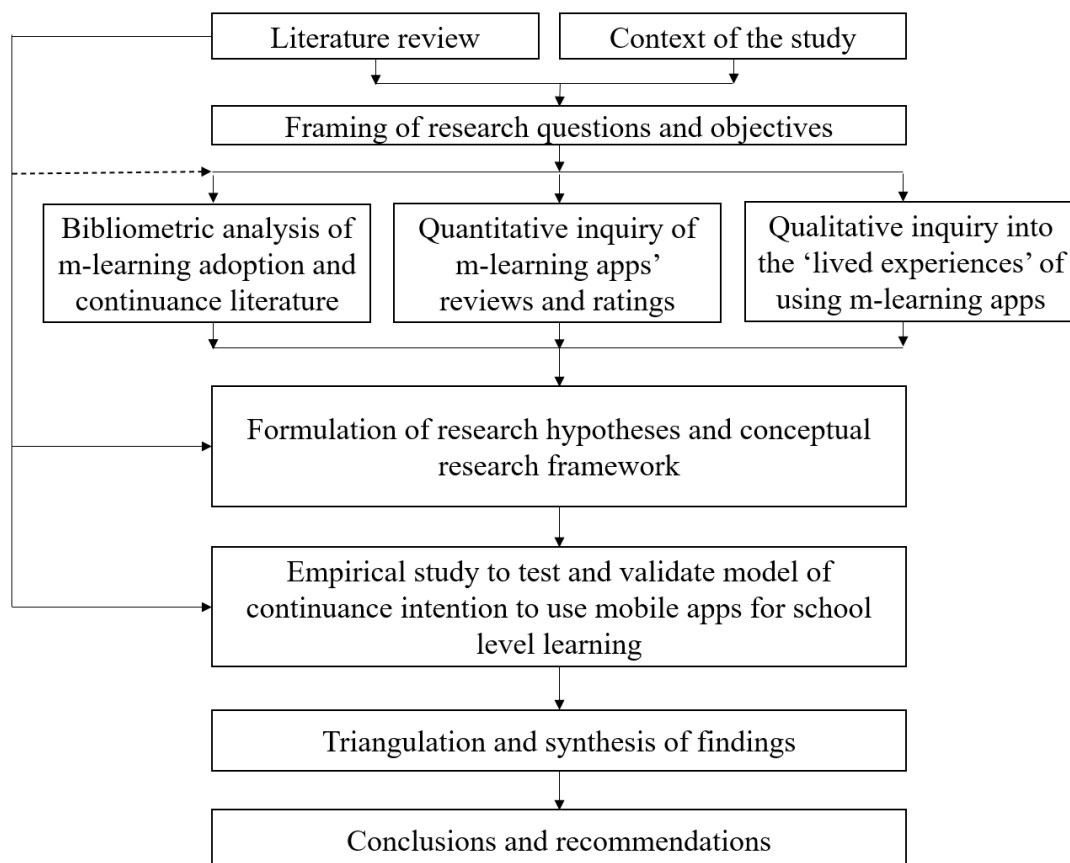 Literature review
Context of the study
Framing of research questions and objectives
Bibliometric analysis of
m-learning adoption and
continuance literature
Quantitative inquiry of
m-learning apps’
reviews and ratings
Qualitative inquiry into
the ‘lived experiences’ of
using m-learning apps
Formulation of research hypotheses and conceptual
research framework
Empirical study to test and validate model of
continuance intention to use mobile apps for school
level learning
Triangulation and synthesis of findings
Conclusions and recommendations